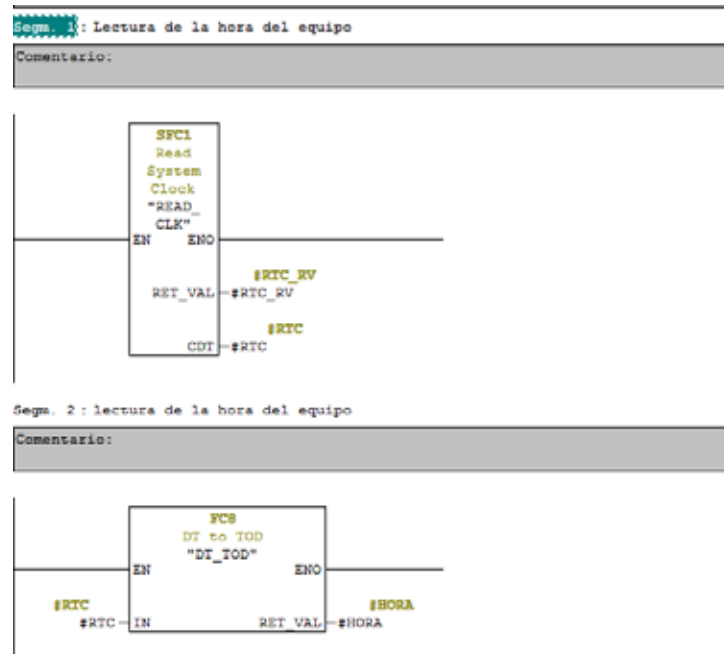 Segm. 1: Lectura de la hora del equipo
Comentario:
SFC1
Read
System
Clock
"READ_
CLK"
EN ENO
#RTC_RV
RET_VAL #RTC_RV
#RTC
CDT #RTC
Segm. 2: lectura de la hora del equipo
Comentario:
FC8
DT to TOD
"DT_TOD"
EN ENO
#RTC #HORA
#RTC IN RET_VAL #HORA